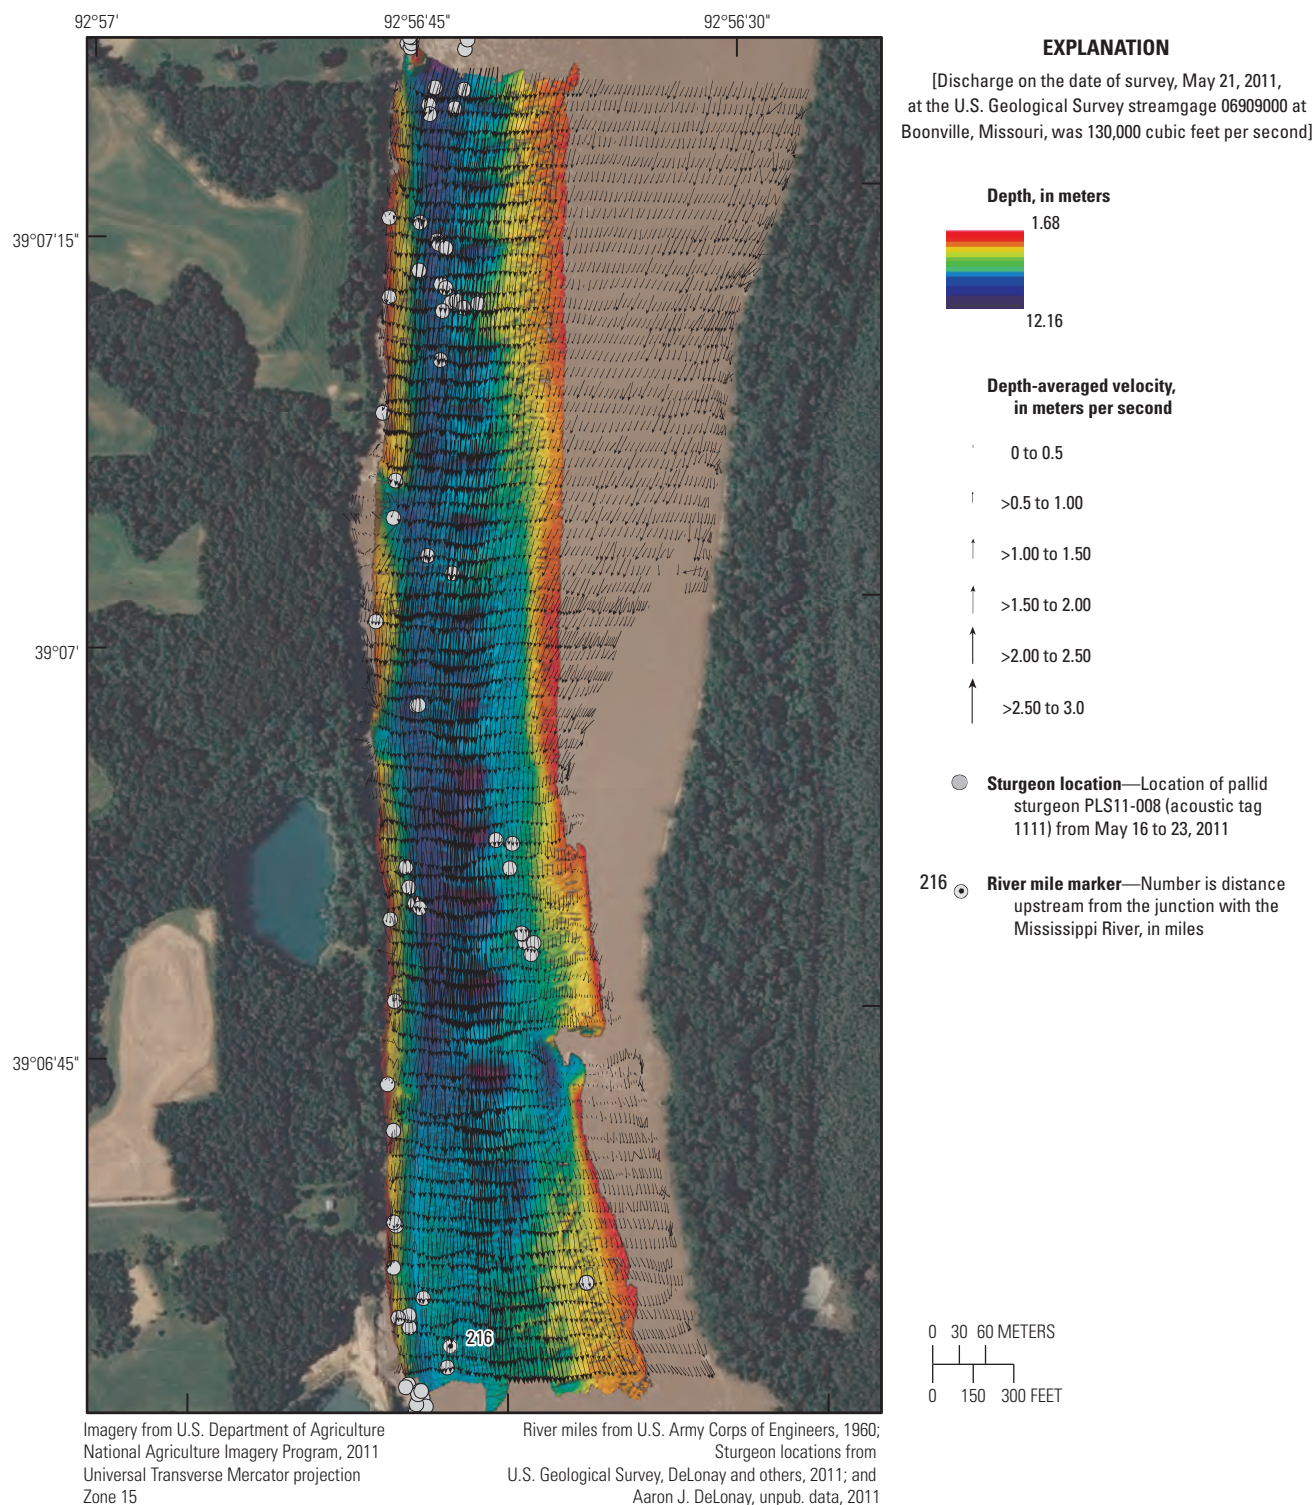 92°57'
92°56'45"
92°56'30"
39°07'15"
39°07'
39°06'45"
216
EXPLANATION
[Discharge on the date of survey, May 21, 2011,
at the U.S. Geological Survey streamgage 06909000 at
Boonville, Missouri, was 130,000 cubic feet per second]
Depth, in meters
1.68
12.16
Depth-averaged velocity,
in meters per second
0 to 0.5
>0.5 to 1.00
>1.00 to 1.50
>1.50 to 2.00
>2.00 to 2.50
>2.50 to 3.0
Sturgeon location—Location of pallid
sturgeon PLS11-008 (acoustic tag
1111) from May 16 to 23, 2011
216 River mile marker—Number is distance
upstream from the junction with the
Mississippi River, in miles
0 30 60 METERS
0 150 300 FEET
Imagery from U.S. Department of Agriculture
National Agriculture Imagery Program, 2011
Universal Transverse Mercator projection
Zone 15
River miles from U.S. Army Corps of Engineers, 1960;
Sturgeon locations from
U.S. Geological Survey, DeLonay and others, 2011; and
Aaron J. DeLonay, unpub. data, 2011